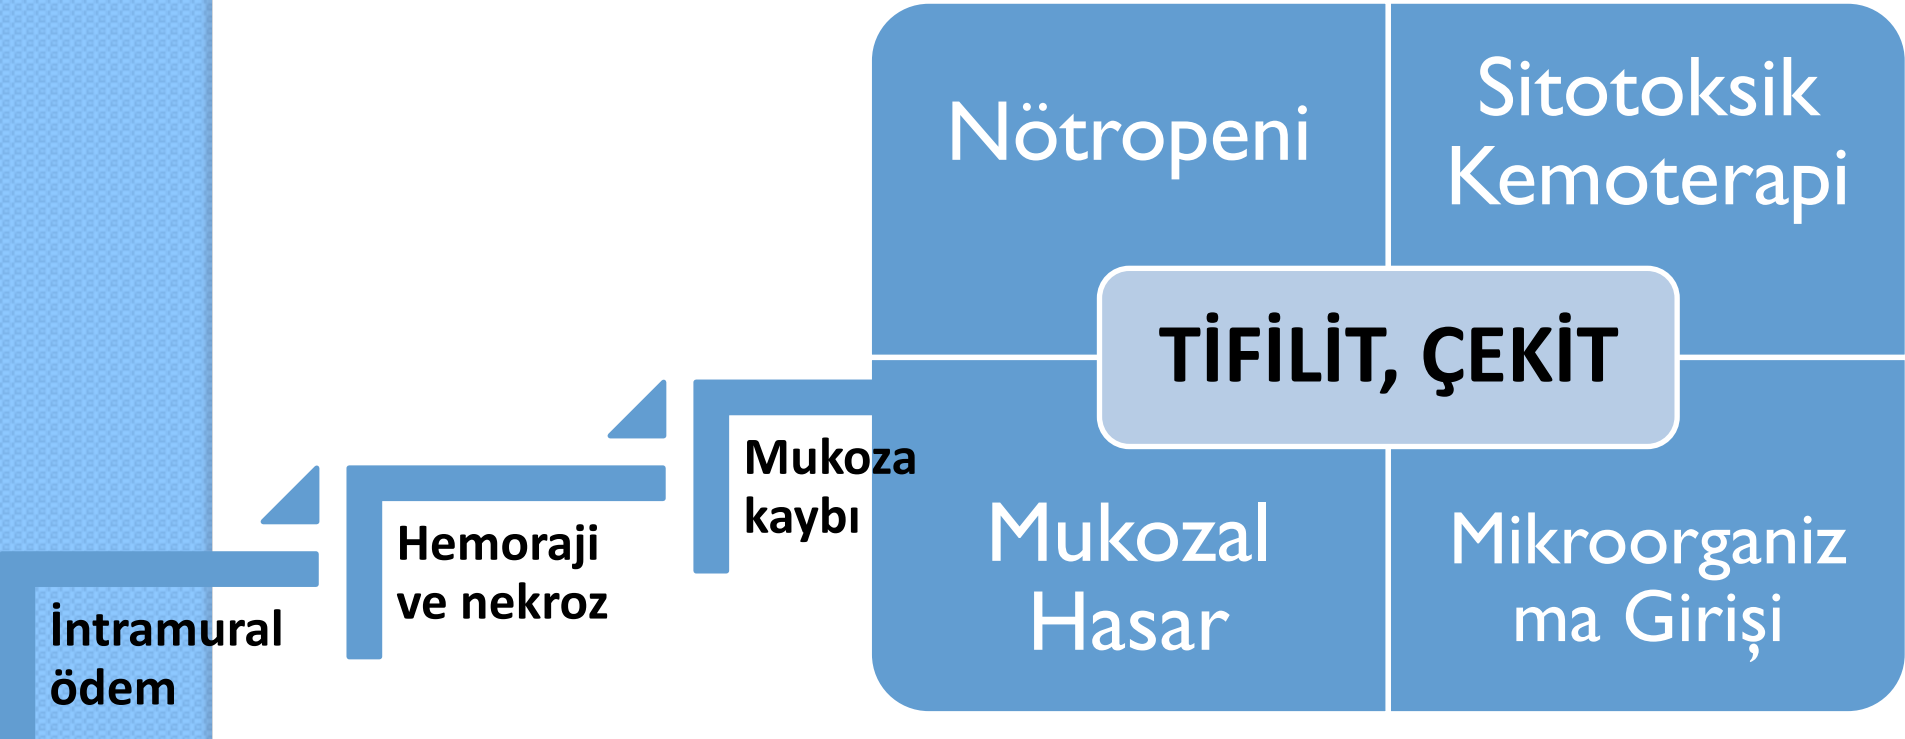 Nötropeni
Sitotoksik
Kemoterapi
TİFİLİT, ÇEKİT
Mukozal
Hasar
Mikroorganiz
ma Girişi
Mukoza
kaybı
Hemoraji
ve nekroz
İntramural
ödem